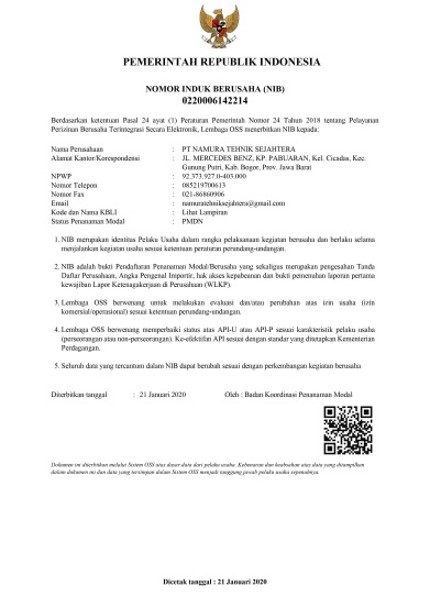 PEMERINTAH REPUBLIK INDONESIA
NOMOR INDUK BERUSAHA (NIB)
0220006142214
Berdasarkan ketentuan Pasal 24 ayat (1) Peraturan Pemerintah Nomor 24 Tahun 2018 tentang Pelayanan
Perizinan Berusaha Terintegrasi Secara Elektronik, Lembaga OSS menerbitkan NIB kepada:
Nama Perusahaan : PT NAMURA TEHNIK SEJAHTERA
Alamat Kantor/Korespondensi : JL. MERCEDES BENZ, KP. PABUARAN, Kel. Cicadas, Kec.
Gunung Putri, Kab. Bogor, Prov. Jawa Barat
NPWP : 92.373.927.0-403.000
Nomor Telepon : 085219700613
Nomor Fax : 021-86860906
Email : namuratehniksejahtera@gmail.com
Kode dan Nama KBLI : Lihat Lampiran
Status Penanaman Modal : PMDN
1. NIB merupakan identitas Pelaku Usaha dalam rangka pelaksanaan kegiatan berusaha dan berlaku selama
menjalankan kegiatan usaha sesuai ketentuan peraturan perundang-undangan.
2. NIB adalah bukti Pendaftaran Penanaman Modal/Berusaha yang sekaligus merupakan pengesahan Tanda
Daftar Perusahaan, Angka Pengenal Importir, hak akses kepabeanan dan bukti pemenuhan laporan pertama
kewajiban Lapor Ketenagakerjaan di Perusahaan (WLKP).
3. Lembaga OSS berwenang untuk melakukan evaluasi dan/atau perubahan atas izin usaha (izin
komersial/operasional) sesuai ketentuan perundang-undangan.
4. Lembaga OSS berwenang memperbaiki status atas API-U atau API-P sesuai karakteristik pelaku usaha
(perseorangan atau non-perseorangan). Ke-efektifan API sesuai dengan standar yang ditetapkan Kementerian
Perdagangan.
5. Seluruh data yang tercantum dalam NIB dapat berubah sesuai dengan perkembangan kegiatan berusaha
Diterbitkan tanggal : 21 Januari 2020 Oleh : Badan Koordinasi Penanaman Modal
Dokumen ini diterbitkan melalui Sistem OSS atas dasar data dari pelaku usaha. Kebenaran dan keabsahan atas data yang ditampilkan
dalam dokumen ini dan data yang tersimpan dalam Sistem OSS menjadi tanggung jawab pelaku usaha sepenuhnya.
Dicetak tanggal : 21 Januari 2020